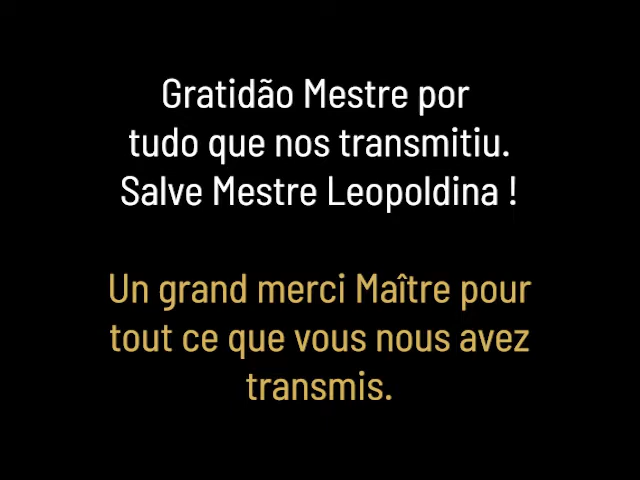 Gratidão Mestre por
tudo que nos transmitiu.
Salve Mestre Leopoldina !
Un grand merci Maître pour
tout ce que vous nous avez
transmis.